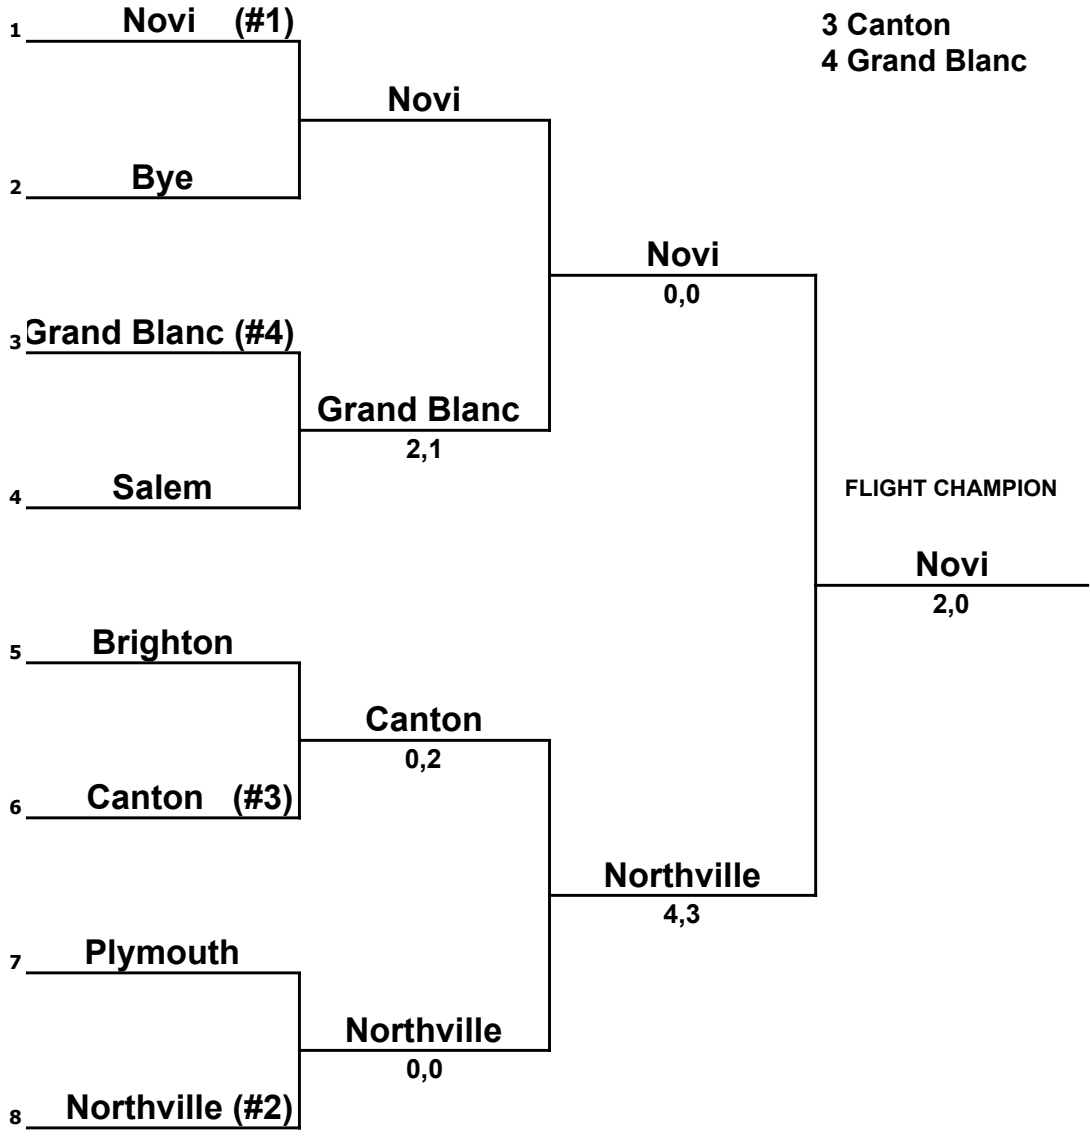 1 Novi (#1)
3 Canton
4 Grand Blanc
Novi
2 Bye
Novi
0,0
3 Grand Blanc (#4)
Grand Blanc
2,1
4 Salem
FLIGHT CHAMPION
Novi
2,0
5 Brighton
Canton
0,2
6 Canton (#3)
Northville
4,3
7 Plymouth
Northville
0,0
8 Northville (#2)